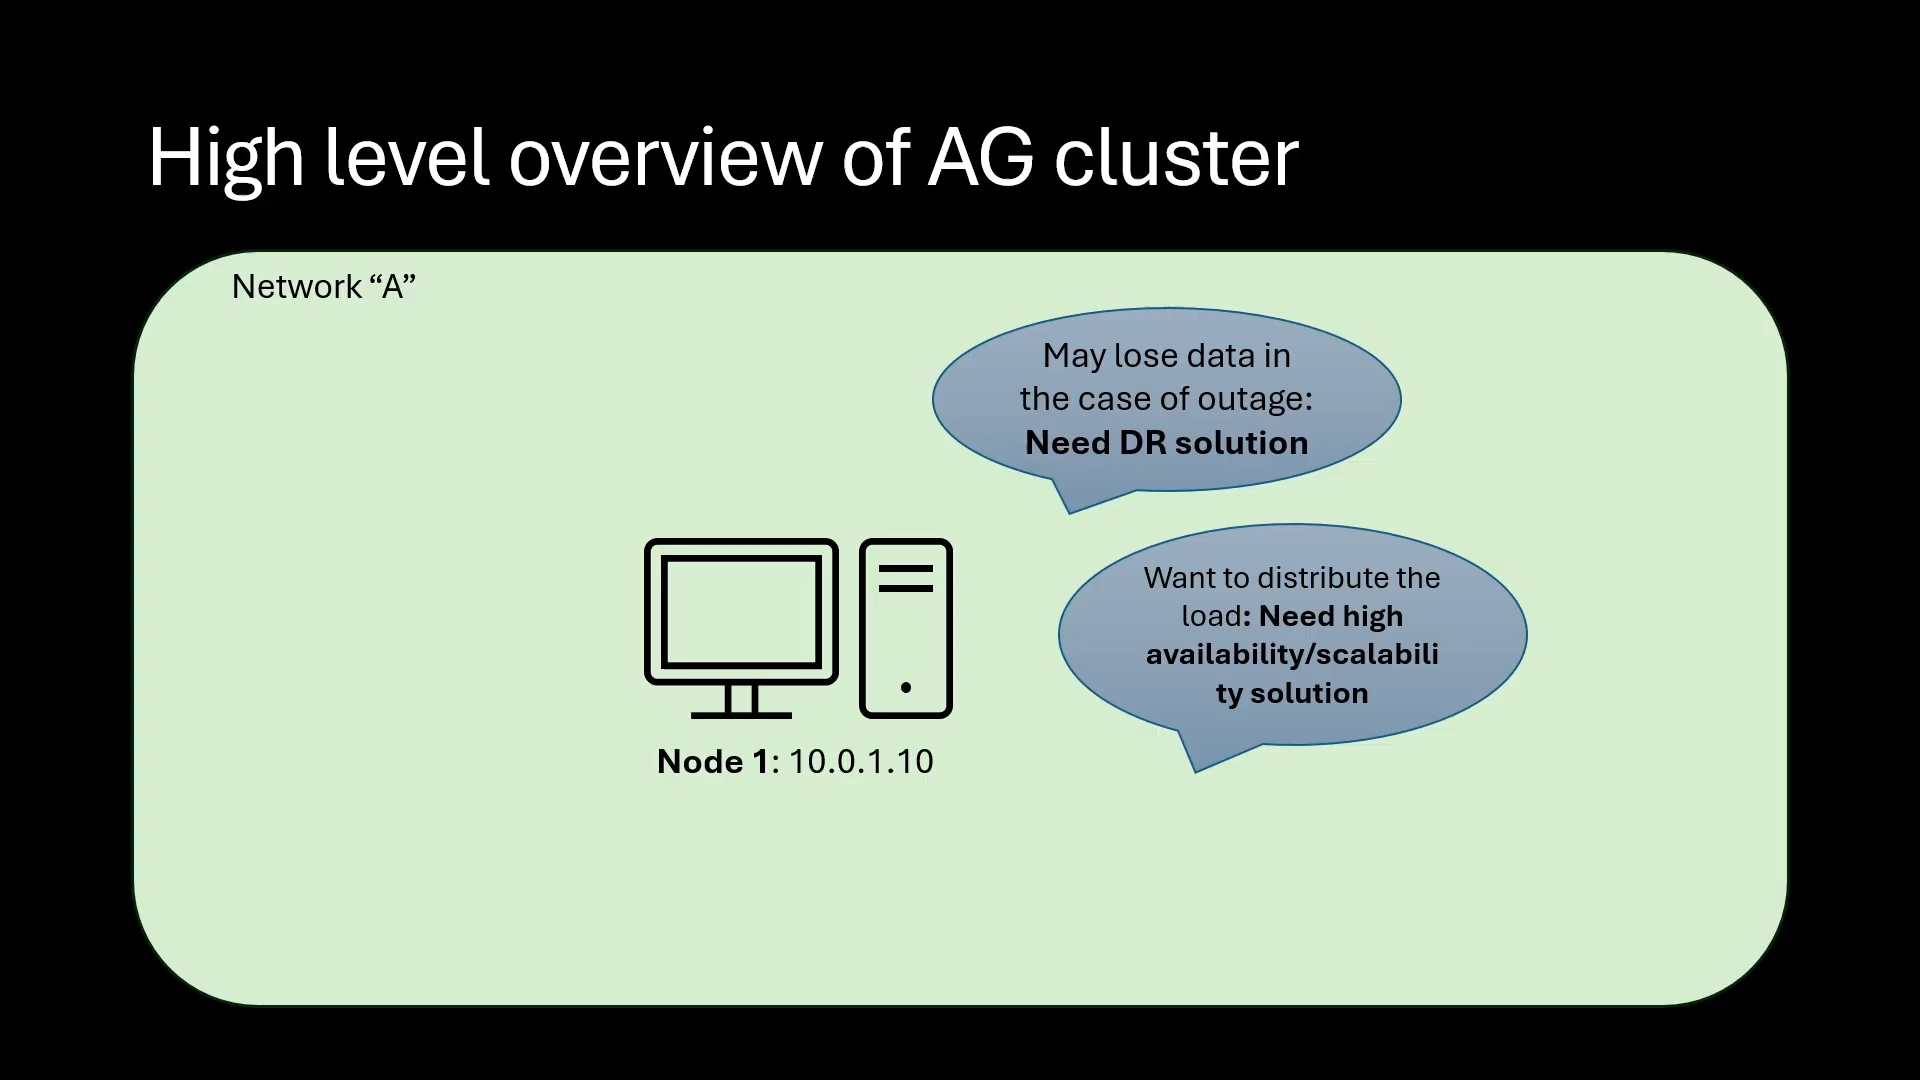 High level overview of AG cluster
Network “A”
May lose data in
the case of outage:
Need DR solution
Want to distribute the
load: Need high
availability/scalabili
ty solution
Node 1: 10.0.1.10